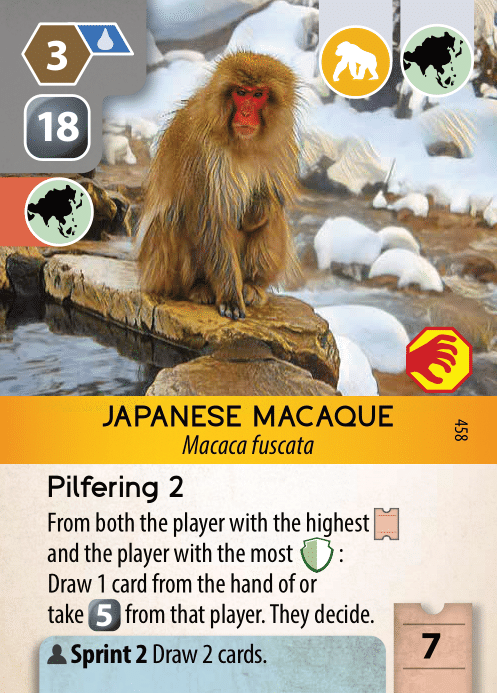 3
18
JAPANESE MACAQUE
Macaca fuscata
458
Pilfering 2
From both the player with the highest
and the player with the most :
Draw 1 card from the hand of or
take 5 from that player. They decide.
Sprint 2 Draw 2 cards.
7